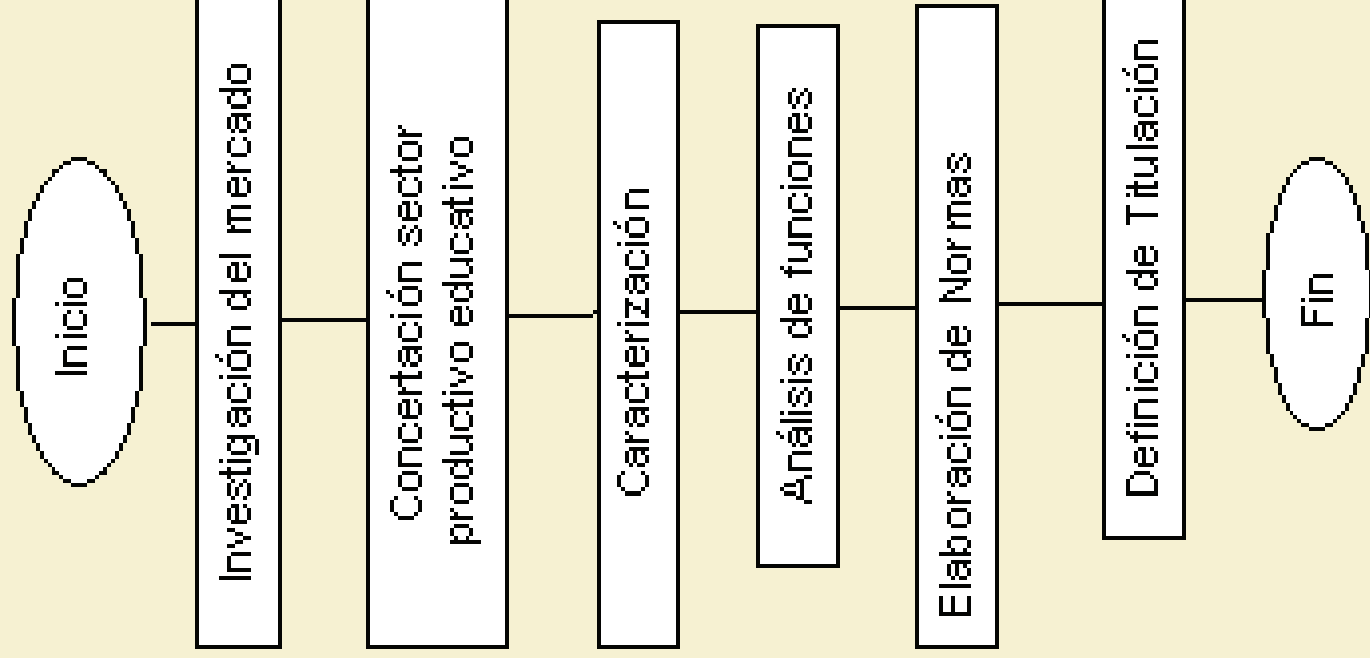 Inicio
Investigación del mercado
Concertación sector
productivo educativo
Caracterización
Análisis de funciones
Elaboración de Normas
Definición de Titulación
Fin